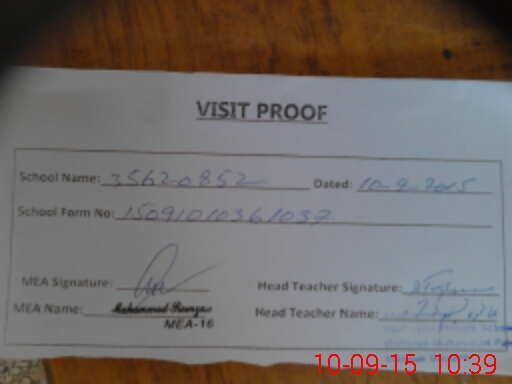 VISIT PROOF
School Name: 35620852 Dated: 10-9-2015
School Form No: 15091010361037
MEA Signature: Head Teacher Signature:
MEA Name: Muhammad Ramzan Head Teacher Name:
MEA-16
10-09-15 10:39